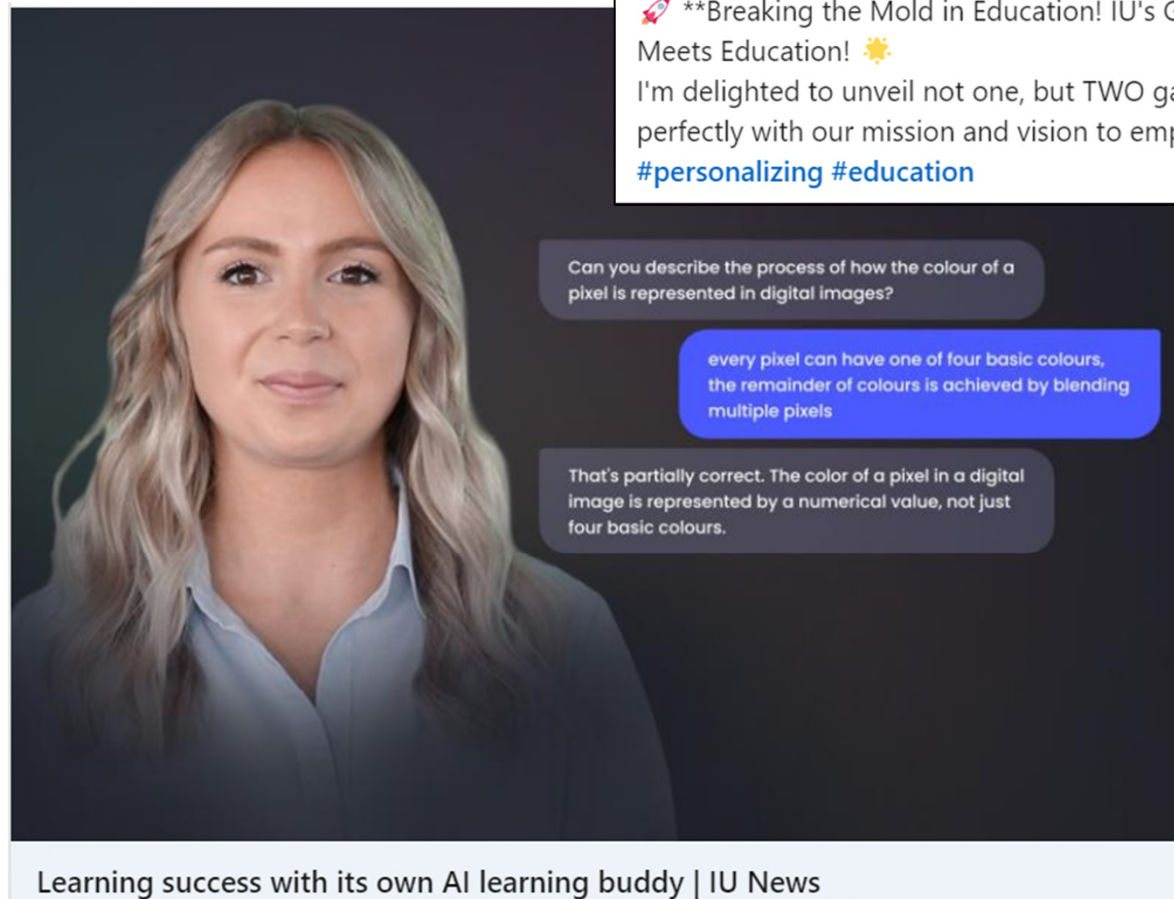 🚀 **Breaking the Mold in Education! IU's
Meets Education! 🌟
I'm delighted to unveil not one, but TWO
perfectly with our mission and vision to
#personalizing #education
Can you describe the process of how the colour of a
pixel is represented in digital images?
every pixel can have one of four basic colours,
the remainder of colours is achieved by blending
multiple pixels
That's partially correct. The color of a pixel in a digital
image is represented by a numerical value, not just
four basic colours.
Learning success with its own AI learning buddy | IU News